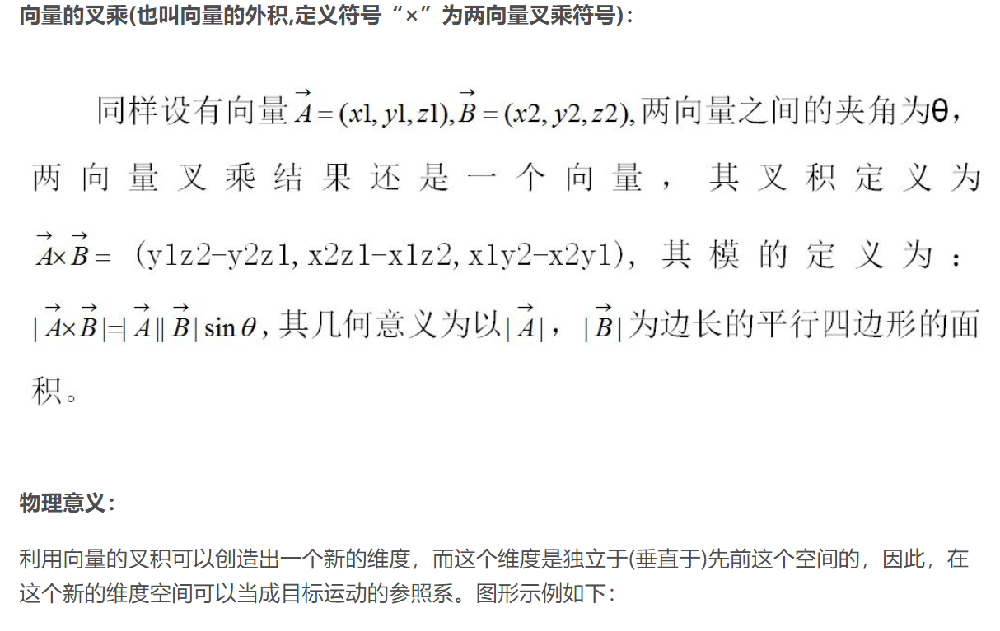 向量的叉乘(也叫向量的外积,定义符号“×”为两向量叉乘符号)：
同样设有向量 $\vec{A}=(x1,y1,z1),\vec{B}=(x2,y2,z2)$,两向量之间的夹角为θ，
两向量叉乘结果还是一个向量，其叉积定义为
$\vec{A}×\vec{B}=$ (y1z2-y2z1,x2z1-x1z2,x1y2-x2y1), 其模的定义为：
$|\vec{A}×\vec{B}|=|\vec{A}||\vec{B}|\sin θ$, 其几何意义为以$|\vec{A}|$，$|\vec{B}|$为边长的平行四边形的面
积。
物理意义：
利用向量的叉积可以创造出一个新的维度，而这个维度是独立于(垂直于)先前这个空间的，因此，在
这个新的维度空间可以当成目标运动的参照系。图形示例如下：